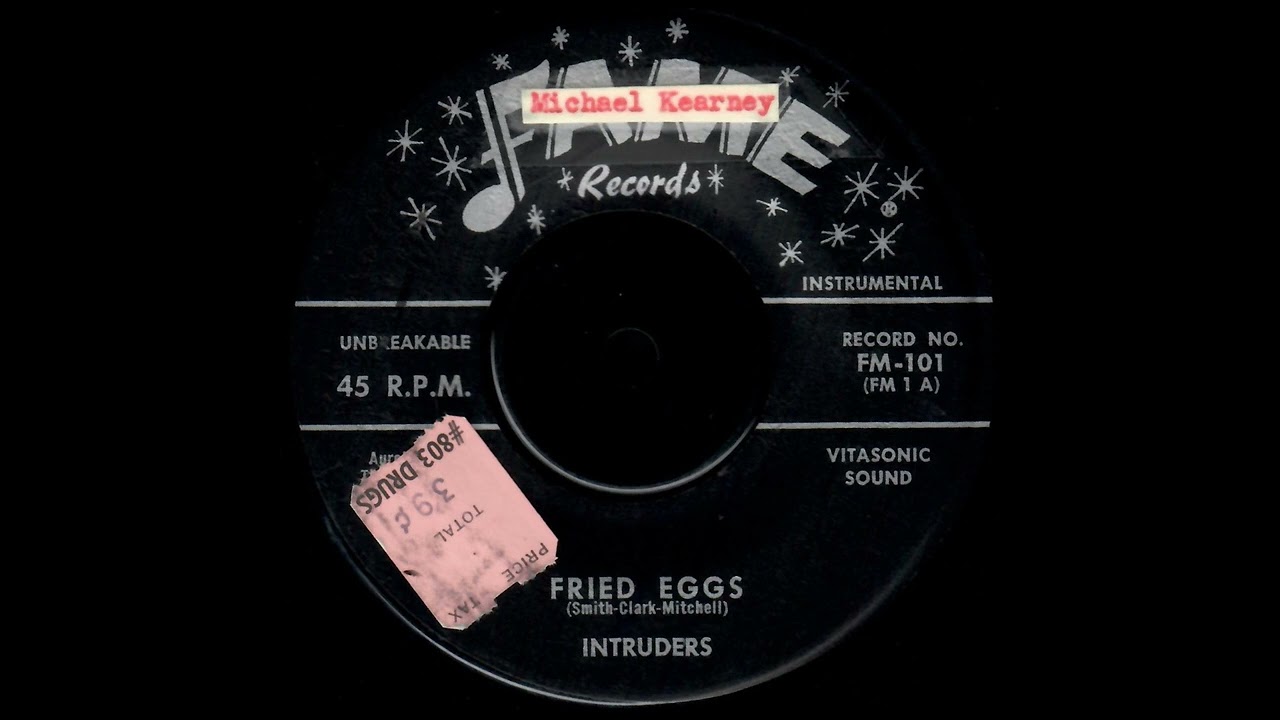 FAME
Michael Kearney
Records
INSTRUMENTAL
UNBREAKABLE
45 R.P.M.
RECORD NO.
FM-101
(FM 1 A)
VITASONIC
SOUND
#803 DRUGS
39¢
TOTAL
PRICE
TAX
FRIED EGGS
(Smith-Clark-Mitchell)
INTRUDERS